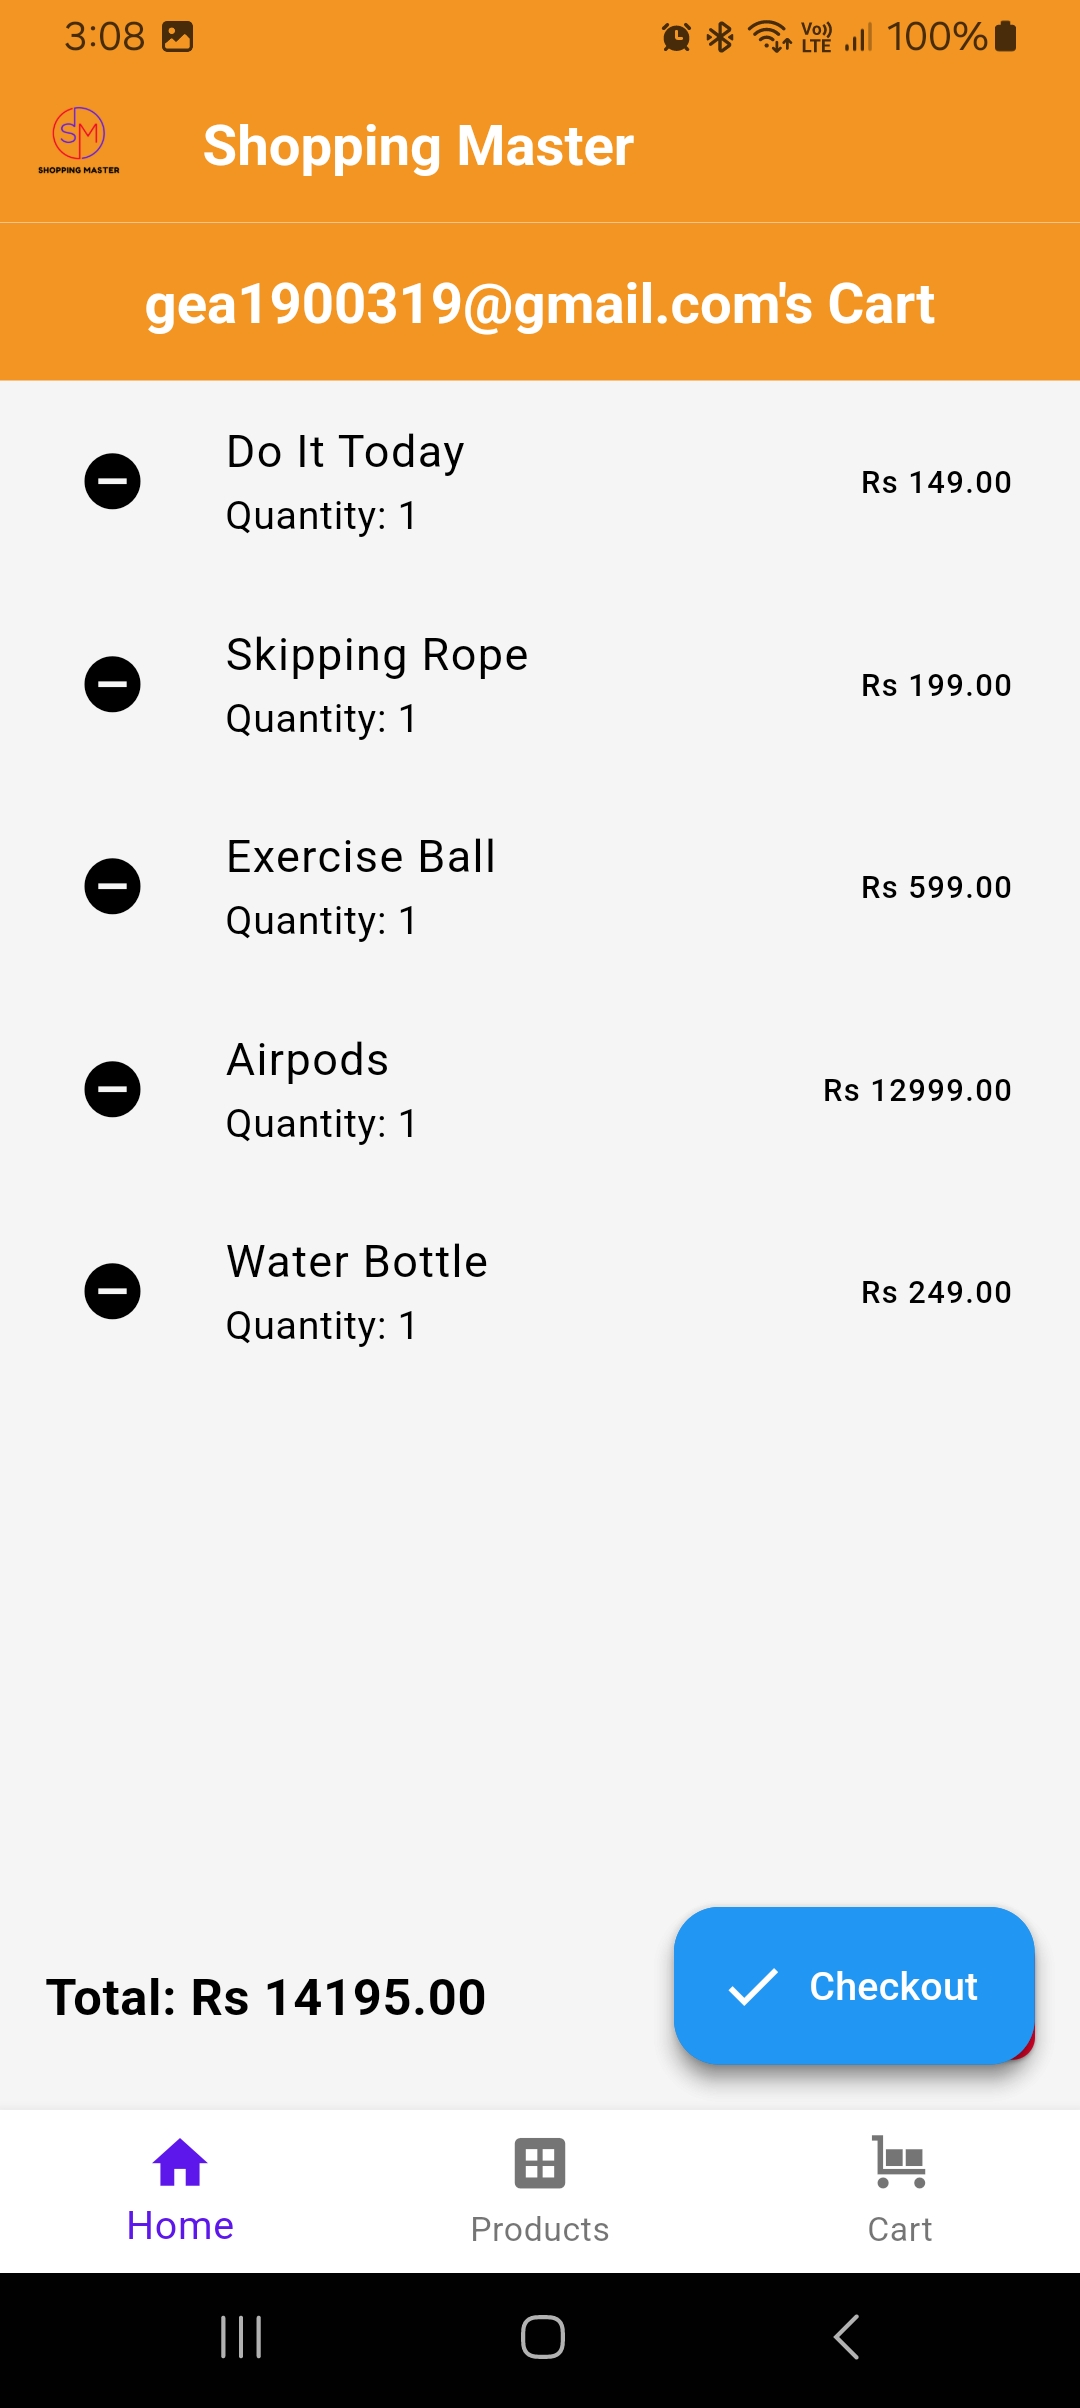 3:08
Vo))
LTE
100%
SM
SHOPPING MASTER
Shopping Master
gea1900319@gmail.com's Cart
Do It Today
Quantity: 1
Rs 149.00
Skipping Rope
Quantity: 1
Rs 199.00
Exercise Ball
Quantity: 1
Rs 599.00
Airpods
Quantity: 1
Rs 12999.00
Water Bottle
Quantity: 1
Rs 249.00
Total: Rs 14195.00
Checkout
Home
Products
Cart